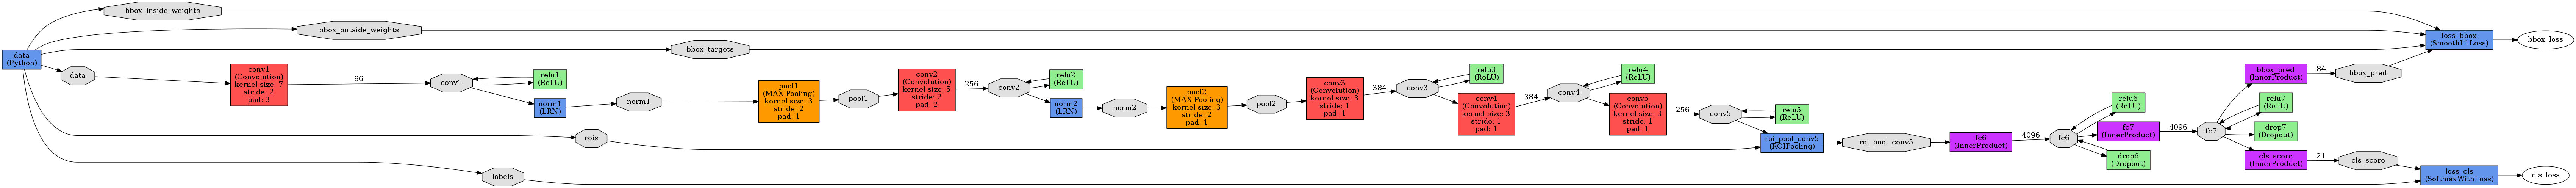 bbox_inside_weights
bbox_outside_weights
bbox_targets
data
(Python)
data
conv1
(Convolution)
kernel size: 7
stride: 2
pad: 3
96
conv1
relu1
(ReLU)
norm1
(LRN)
norm1
pool1
(MAX Pooling)
kernel size: 3
stride: 2
pad: 1
pool1
conv2
(Convolution)
kernel size: 5
stride: 2
pad: 2
256
conv2
relu2
(ReLU)
norm2
(LRN)
norm2
pool2
(MAX Pooling)
kernel size: 3
stride: 2
pad: 1
pool2
conv3
(Convolution)
kernel size: 3
stride: 1
pad: 1
384
conv3
relu3
(ReLU)
conv4
(Convolution)
kernel size: 3
stride: 1
pad: 1
384
conv4
relu4
(ReLU)
conv5
(Convolution)
kernel size: 3
stride: 1
pad: 1
256
conv5
relu5
(ReLU)
rois
roi_pool_conv5
(ROIPooling)
roi_pool_conv5
fc6
(InnerProduct)
4096
fc6
relu6
(ReLU)
drop6
(Dropout)
fc7
(InnerProduct)
4096
fc7
relu7
(ReLU)
drop7
(Dropout)
bbox_pred
(InnerProduct)
84
bbox_pred
loss_bbox
(SmoothL1Loss)
bbox_loss
cls_score
(InnerProduct)
21
cls_score
labels
loss_cls
(SoftmaxWithLoss)
cls_loss